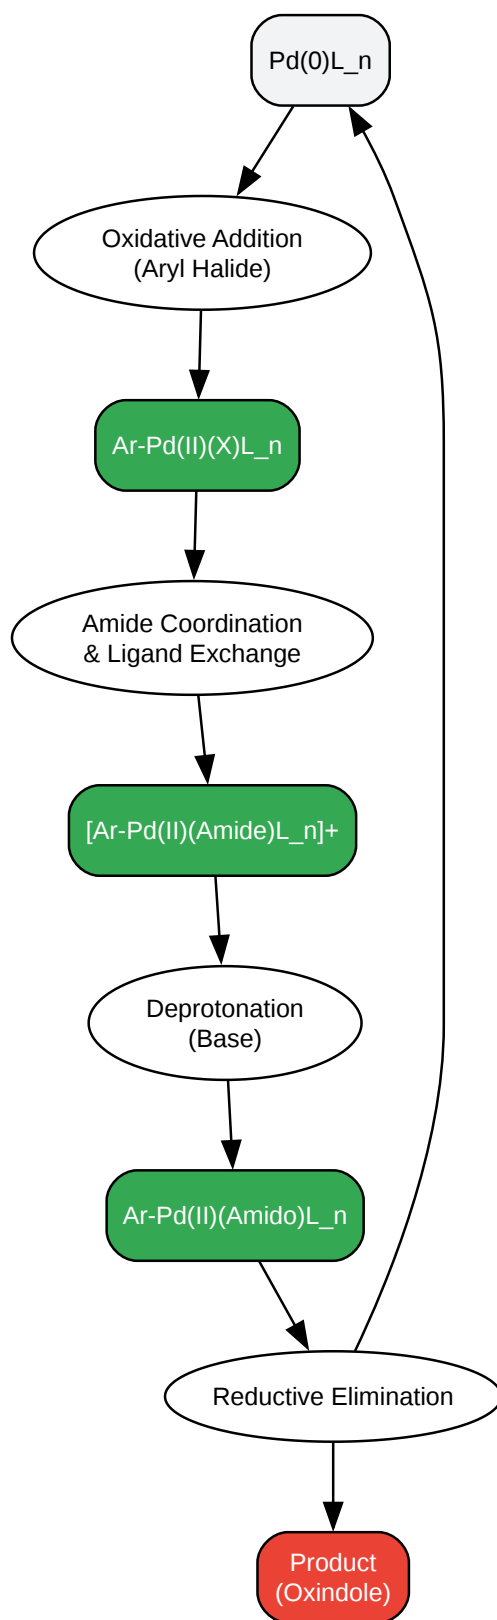 Pd(0)L_n
Oxidative Addition
(Aryl Halide)
Ar-Pd(II)(X)L_n
Amide Coordination
& Ligand Exchange
[Ar-Pd(II)(Amide)L_n]+
Deprotonation
(Base)
Ar-Pd(II)(Amido)L_n
Reductive Elimination
Product
(Oxindole)